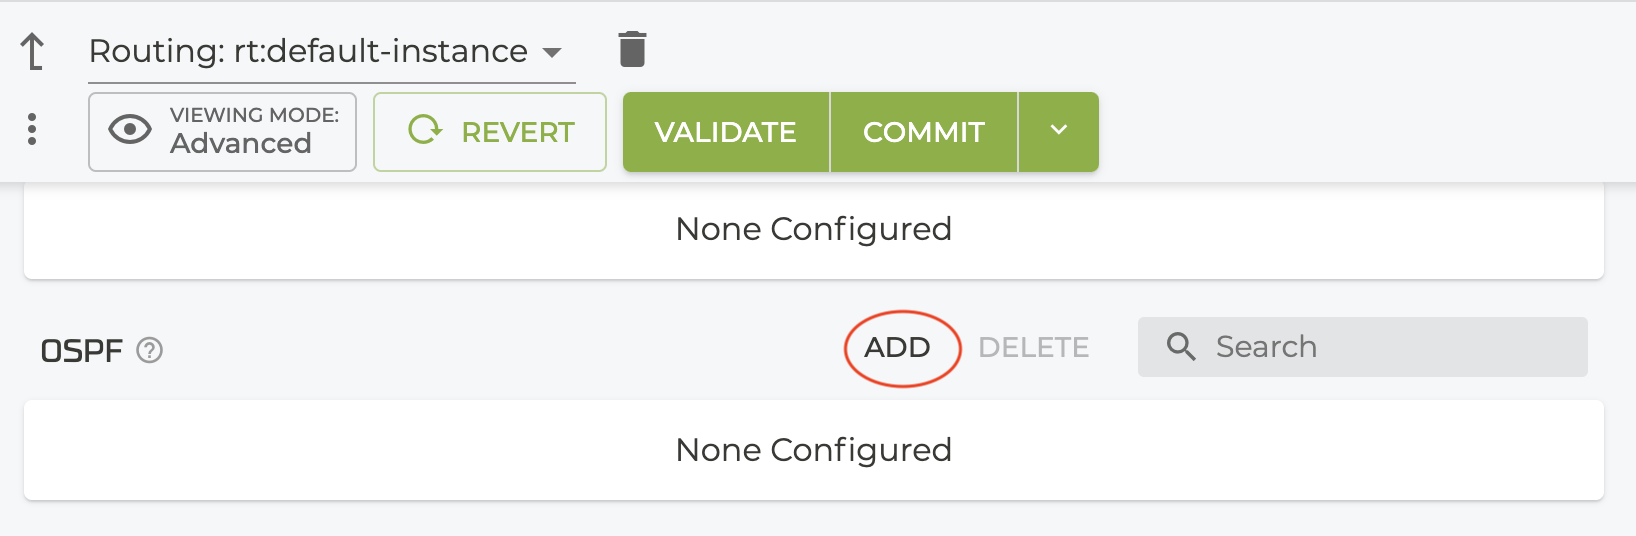 Routing: rt:default-instance
VIEWING MODE:
Advanced
REVERT
VALIDATE
COMMIT
None Configured
OSPF ?
ADD
DELETE
Search
None Configured